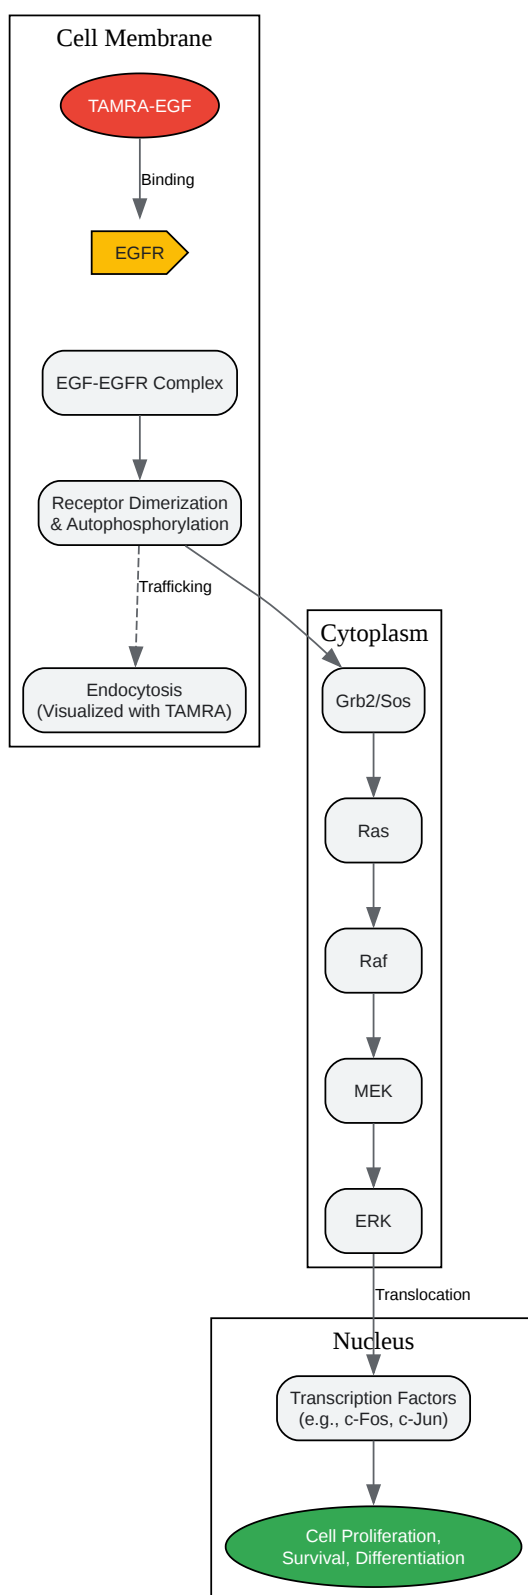 Cell Membrane
TAMRA-EGF
Binding
EGFR
EGF-EGFR Complex
Receptor Dimerization
& Autophosphorylation
Trafficking
Endocytosis
(Visualized with TAMRA)
Cytoplasm
Grb2/Sos
Ras
Raf
MEK
ERK
Translocation
Nucleus
Transcription Factors
(e.g., c-Fos, c-Jun)
Cell Proliferation,
Survival, Differentiation